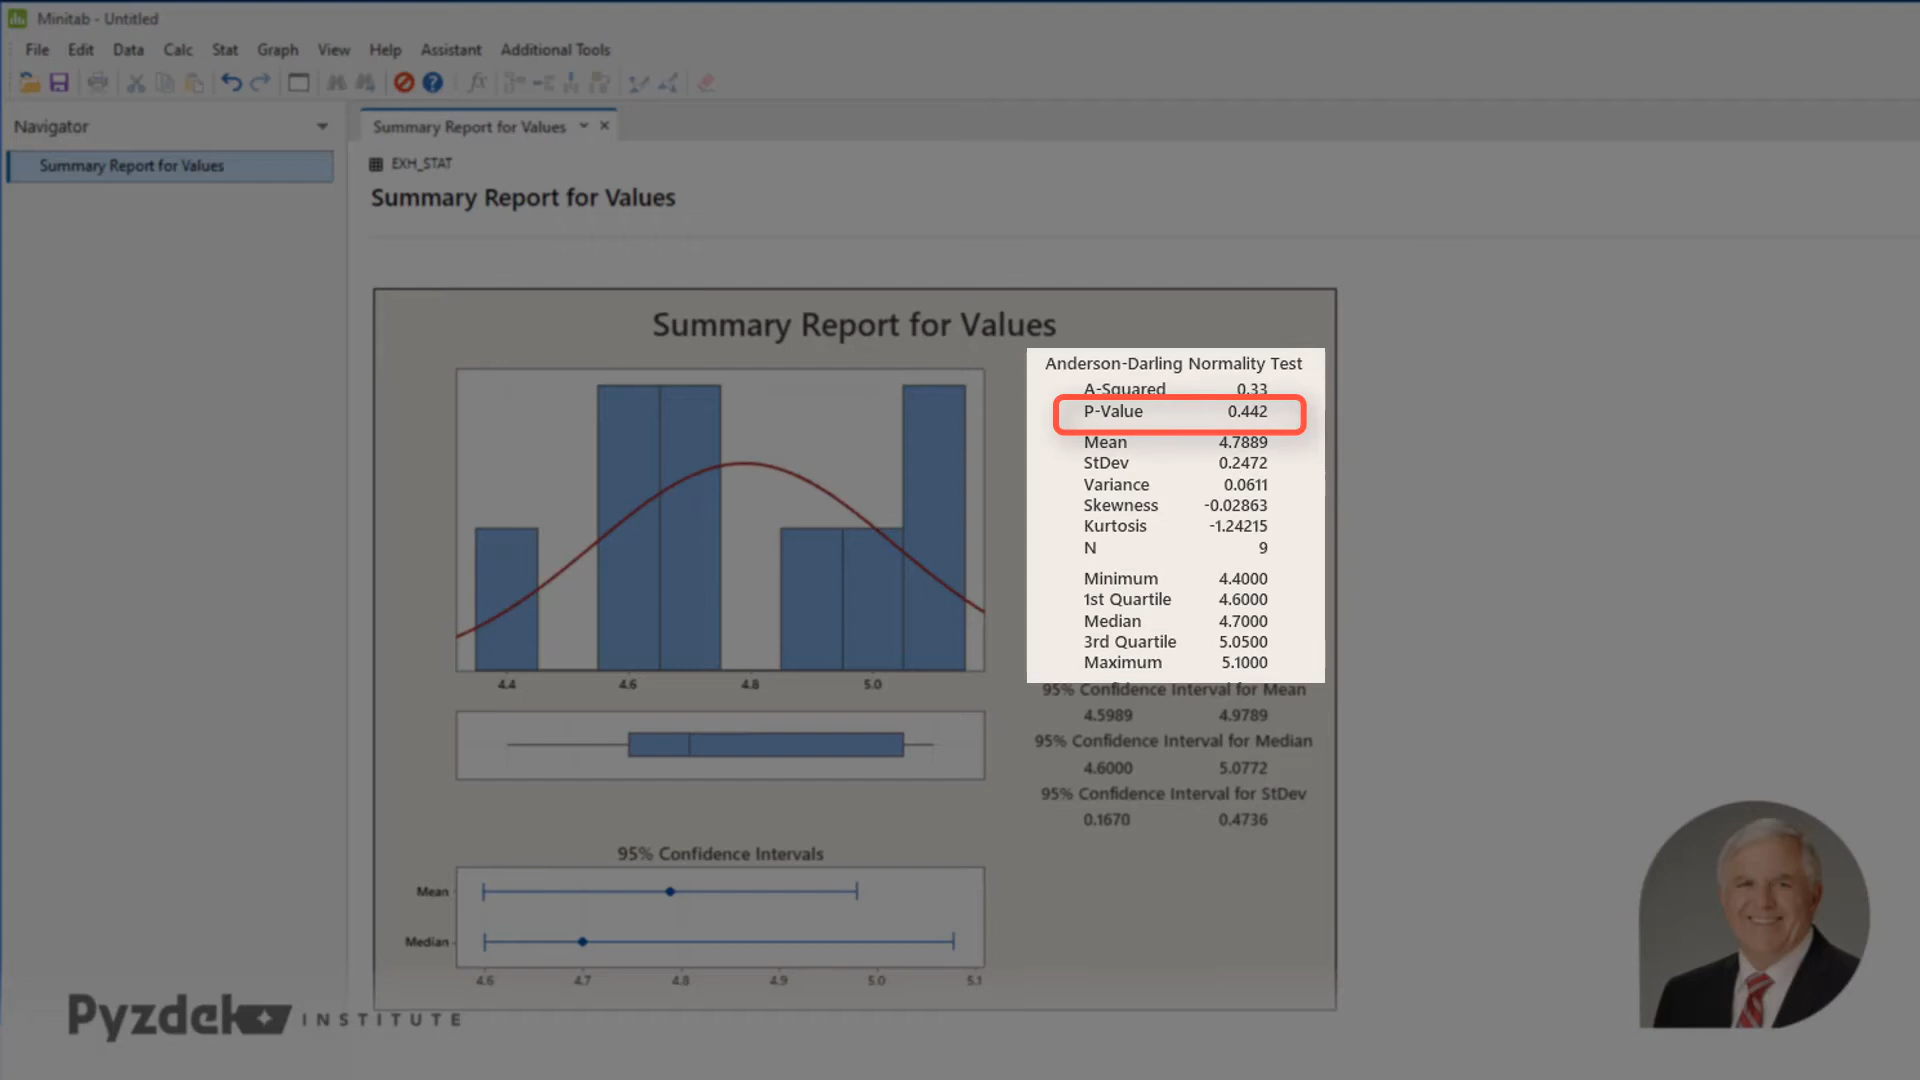 Minitab - Untitled
File Edit Data Calc Stat Graph View Help Assistant Additional Tools
Navigator
Summary Report for Values
Summary Report for Values
EXH_STAT
Summary Report for Values
Summary Report for Values
4.4 4.6 4.8 5.0
Anderson-Darling Normality Test
A-Squared 0.33
P-Value 0.442
Mean 4.7889
StDev 0.2472
Variance 0.0611
Skewness -0.02863
Kurtosis -1.24215
N 9
Minimum 4.4000
1st Quartile 4.6000
Median 4.7000
3rd Quartile 5.0500
Maximum 5.1000
95% Confidence Interval for Mean
4.5989 4.9789
95% Confidence Interval for Median
4.6000 5.0772
95% Confidence Interval for StDev
0.1670 0.4736
95% Confidence Intervals
Mean
Median
4.6 4.7 4.8 4.9 5.0 5.1
Pyzdek INSTITUTE